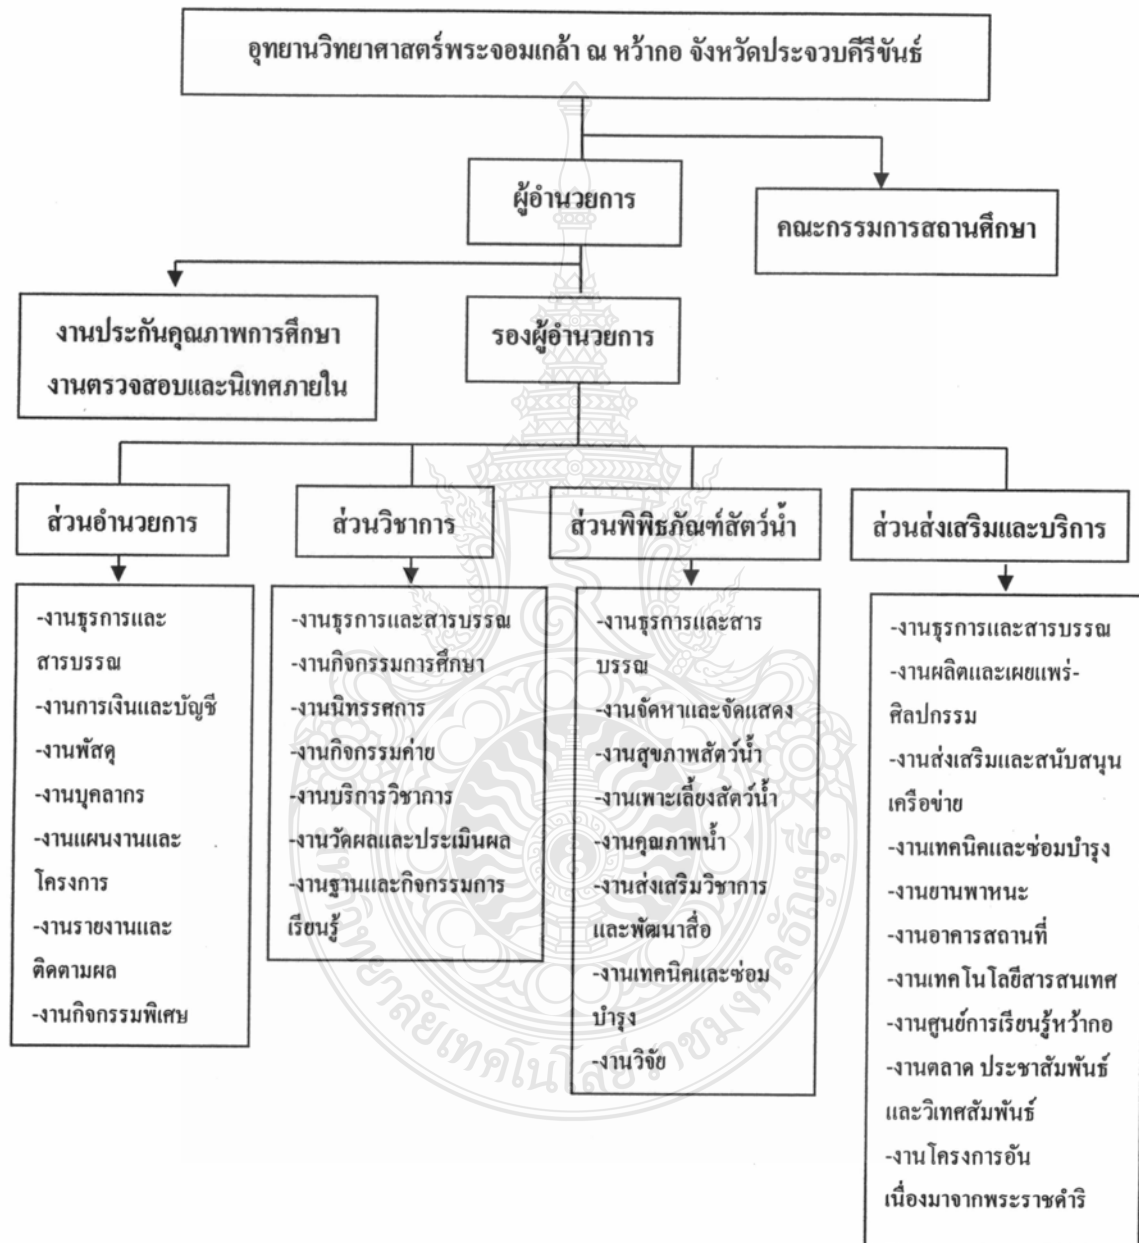 อุทยานวิทยาศาสตร์พระจอมเกล้า ณ หว้ากอ จังหวัดประจวบคีรีขันธ์
ผู้อำนวยการ
คณะกรรมการสถานศึกษา
งานประกันคุณภาพการศึกษา
งานตรวจสอบและนิเทศภายใน
รองผู้อำนวยการ
ส่วนอำนวยการ
-งานธุรการและ
สารบรรณ
-งานการเงินและบัญชี
-งานพัสดุ
-งานบุคลากร
-งานแผนงานและ
โครงการ
-งานรายงานและ
ติดตามผล
-งานกิจกรรมพิเศษ
ส่วนวิชาการ
-งานธุรการและสารบรรณ
-งานกิจกรรมการศึกษา
-งานนิทรรศการ
-งานกิจกรรมค่าย
-งานบริการวิชาการ
-งานวัดผลและประเมินผล
-งานฐานและกิจกรรมการ
เรียนรู้
ส่วนพิพิธภัณฑ์สัตว์น้ำ
-งานธุรการและสาร
บรรณ
-งานจัดหาและจัดแสดง
-งานสุขภาพสัตว์น้ำ
-งานเพาะเลี้ยงสัตว์น้ำ
-งานคุณภาพน้ำ
-งานส่งเสริมวิชาการ
และพัฒนาสื่อ
-งานเทคนิคและซ่อม
บำรุง
-งานวิจัย
ส่วนส่งเสริมและบริการ
-งานธุรการและสารบรรณ
-งานผลิตและเผยแพร่-
ศิลปกรรม
-งานส่งเสริมและสนับสนุน
เครือข่าย
-งานเทคนิคและซ่อมบำรุง
-งานยานพาหนะ
-งานอาคารสถานที่
-งานเทคโนโลยีสารสนเทศ
-งานศูนย์การเรียนรู้หว้ากอ
-งานตลาด ประชาสัมพันธ์
และวิเทศสัมพันธ์
-งานโครงการอัน
เนื่องมาจากพระราชดำริ
มหาวิทยาลัยเทคโนโลยีราชมงคลธัญบุรี